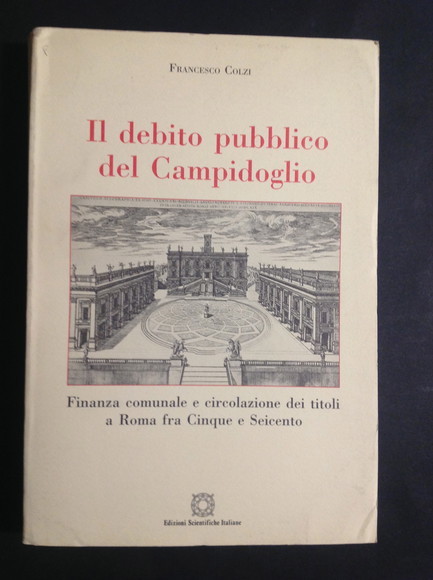 Francesco Colzi
Il debito pubblico
del Campidoglio
Finanza comunale e circolazione dei titoli
a Roma fra Cinque e Seicento
Edizioni Scientifiche Italiane